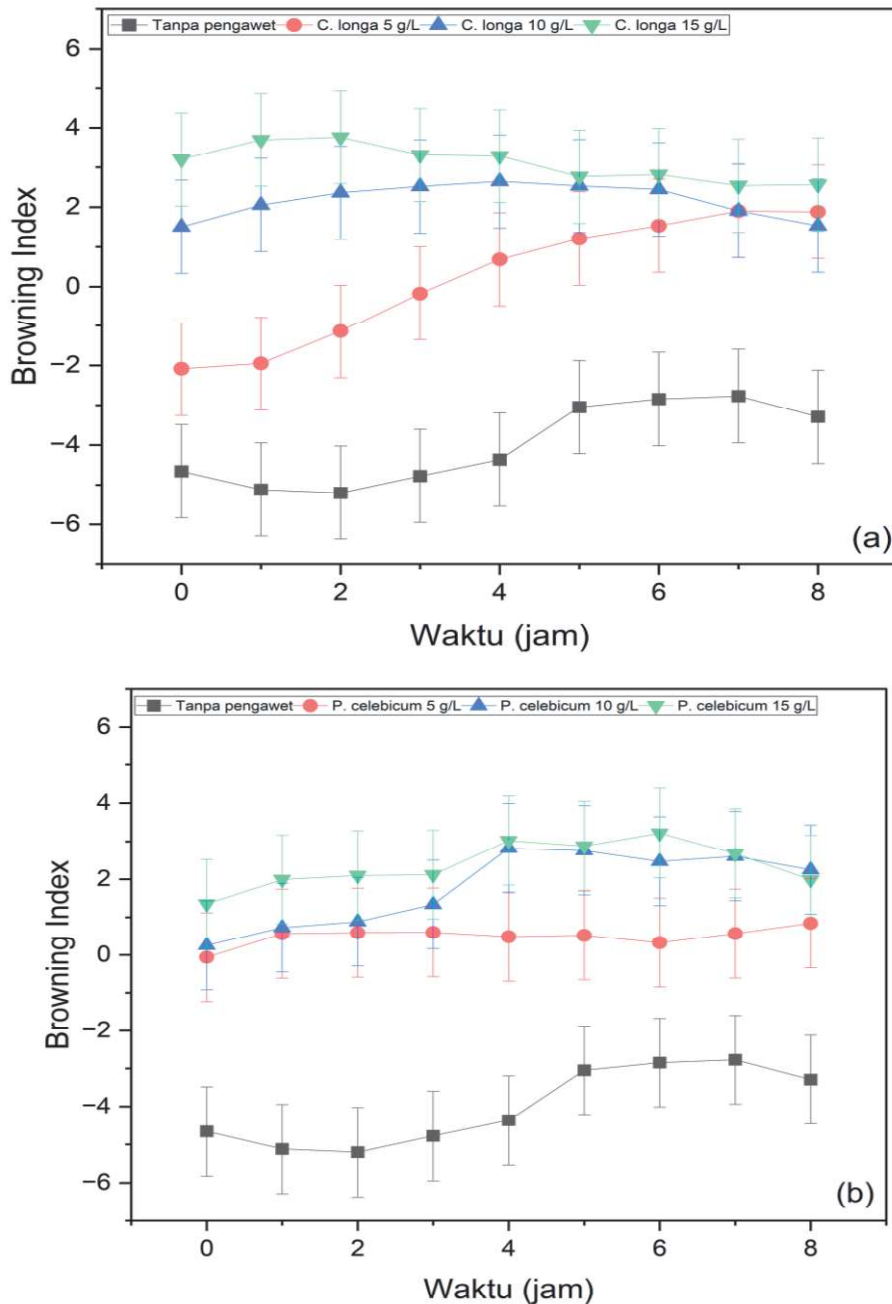 Tanpa pengawet C. longa 5 g/L C. longa 10 g/L C. longa 15 g/L
6
4
2
0
−2
−4
−6
Browning Index
(a)
0 2 4 6 8
Waktu (jam)
Tanpa pengawet P. celebicum 5 g/L P. celebicum 10 g/L P. celebicum 15 g/L
6
4
2
0
−2
−4
−6
Browning Index
(b)
0 2 4 6 8
Waktu (jam)